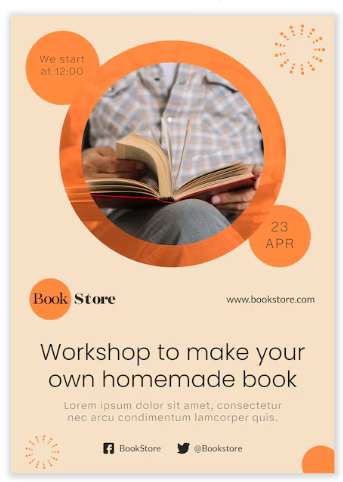 We start
at 12:00
23
APR
Book Store
www.bookstore.com
Workshop to make your
own homemade book
Lorem ipsum dolor sit amet, consectetur
nec arcu condimentum lamcorper quis.
BookStore @Bookstore